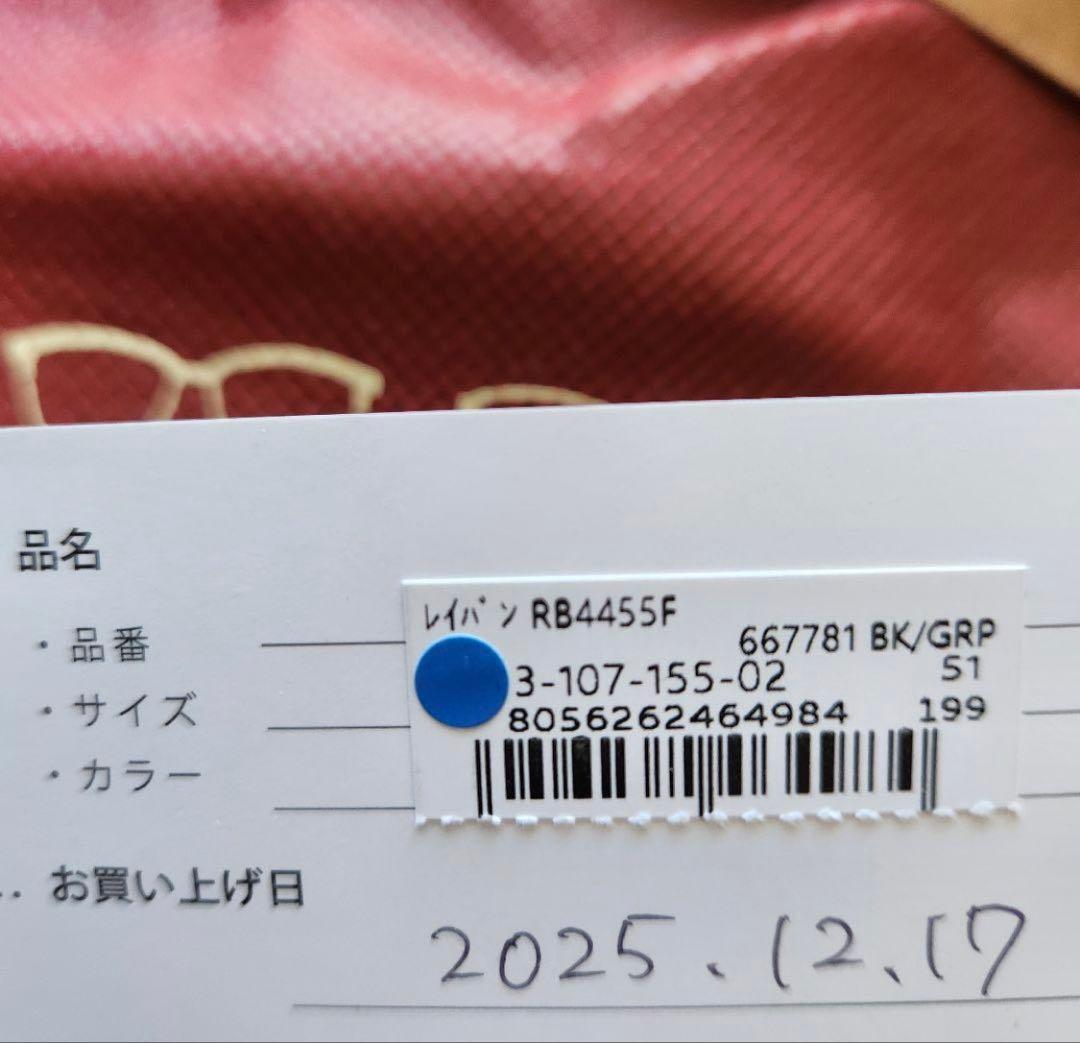 品名
・品番
・サイズ
・カラー
レイバン RB4455F
667781 BK/GRP
3-107-155-02 51
8056262464984 199
お買い上げ日
2025.12.17